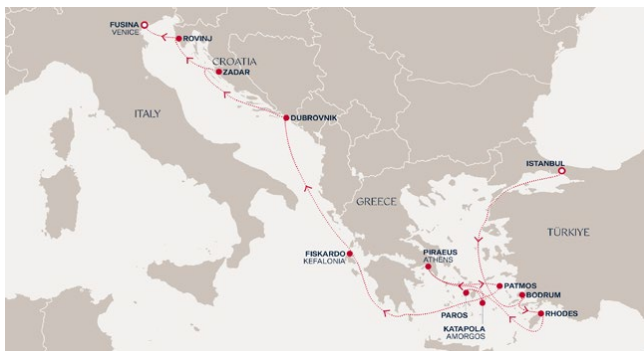 FUSINA
VENICE
ROVINJ
CROATIA
ZADAR
ITALY
DUBROVNIK
ISTANBUL
GREECE
TÜRKIYE
FISKARDO
KEFALONIA
PIRAEUS
ATHENS
PATMOS
BODRUM
RHODES
PAROS
KATAPOLA
AMORGOS